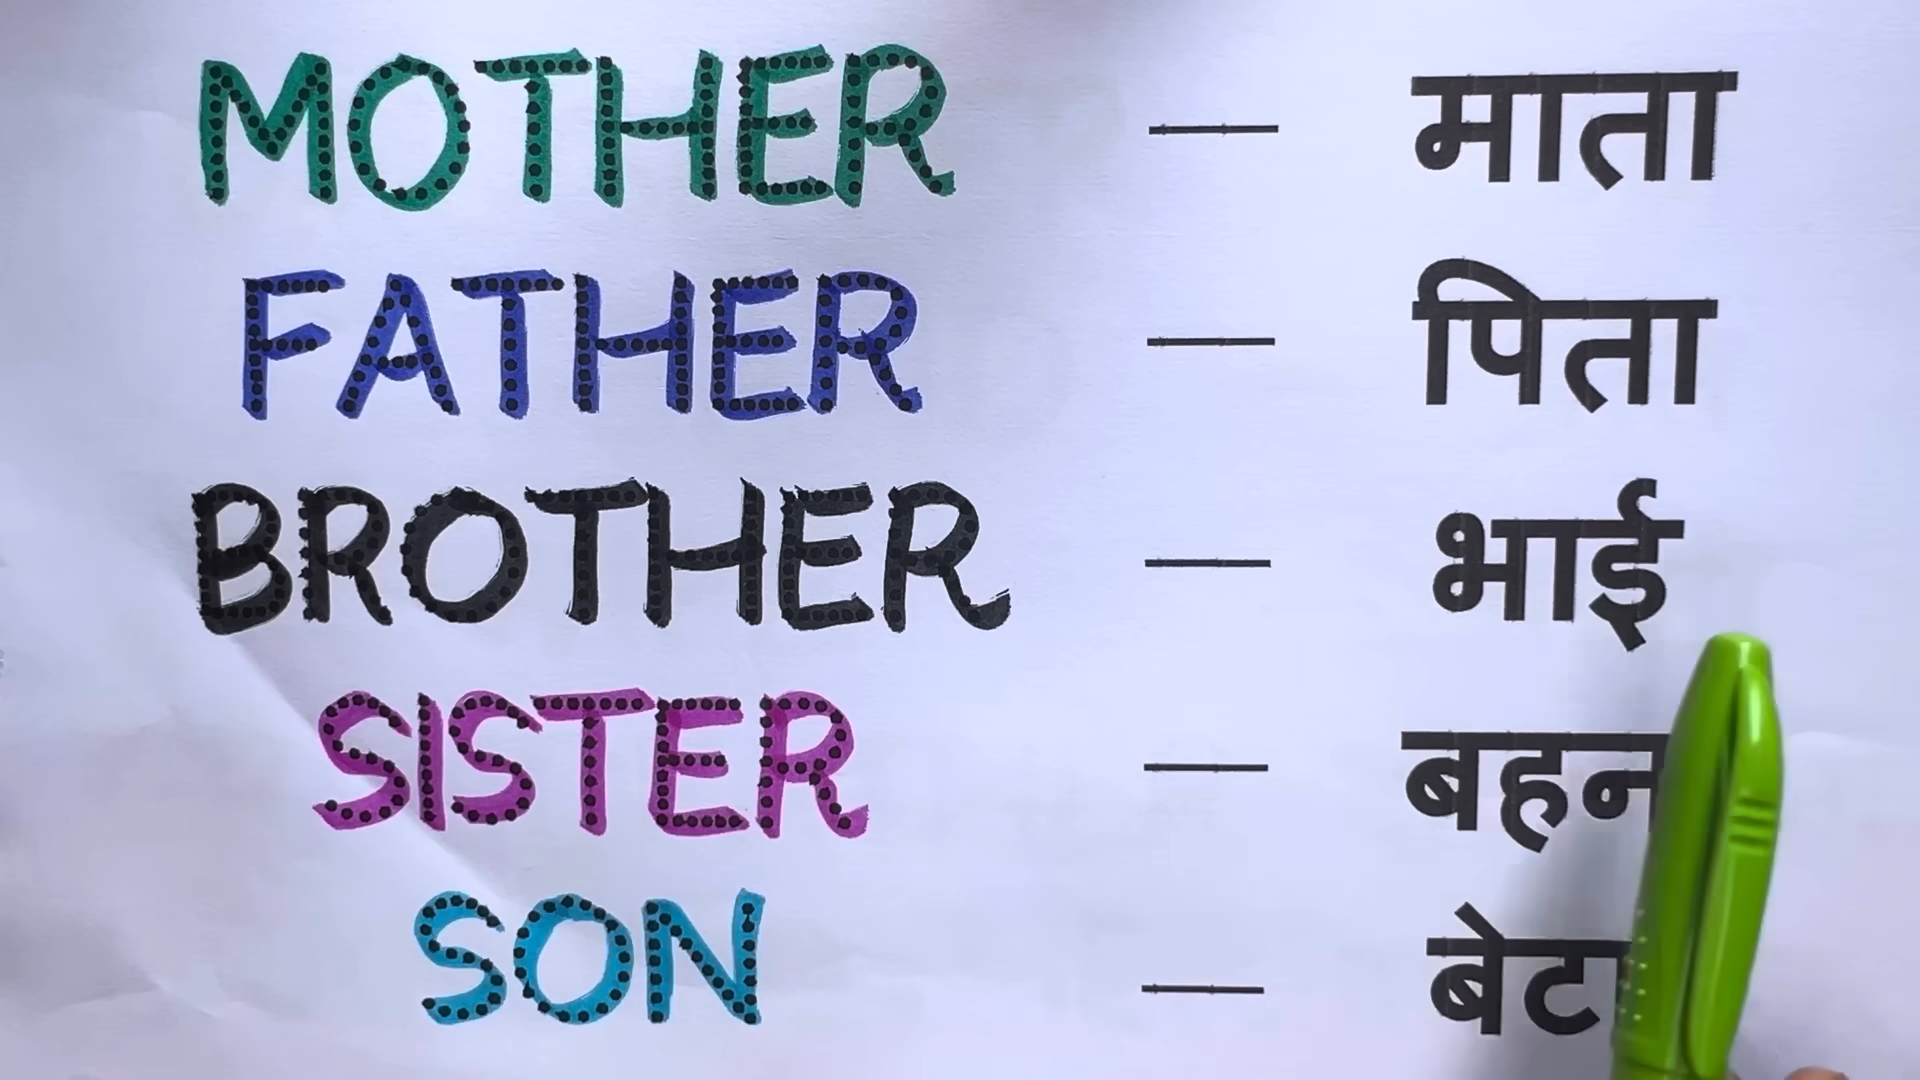 MOTHER — माता
FATHER — पिता
BROTHER — भाई
SISTER — बहन
SON — बेटा